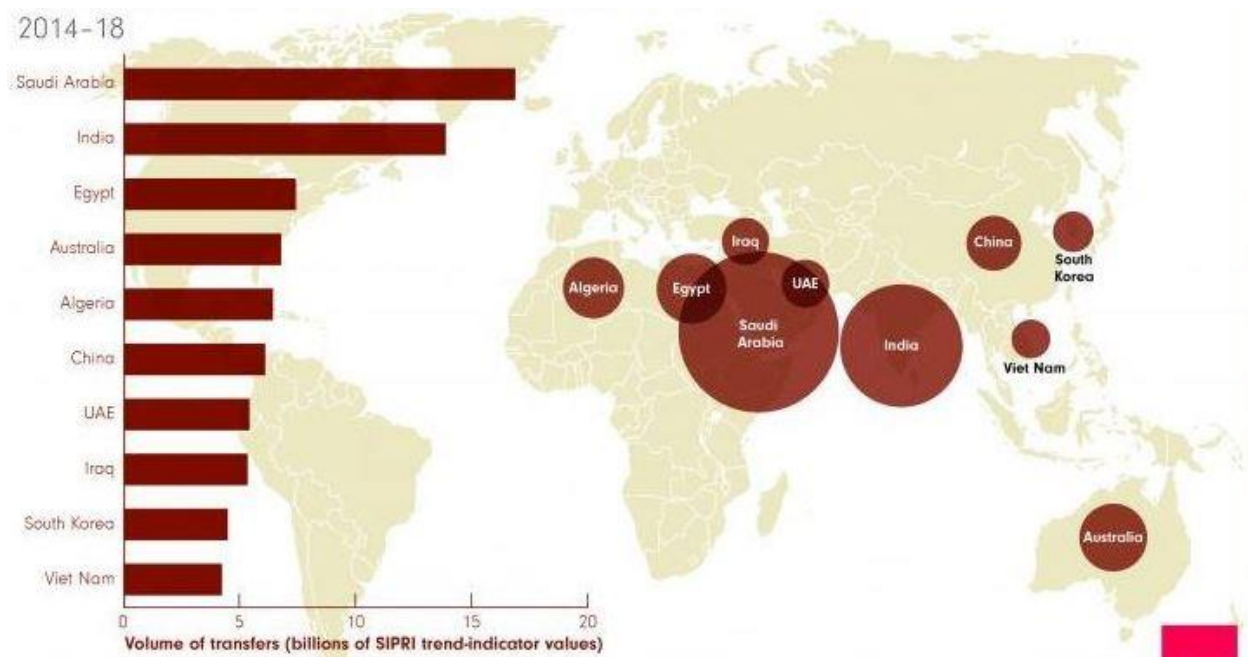 2014–18
Saudi Arabia
India
Egypt
Australia
Algeria
China
UAE
Iraq
South Korea
Viet Nam
0 5 10 15 20
Volume of transfers (billions of SIPRI trend-indicator values)
Iraq
China
South
Korea
Algeria
Egypt
UAE
Saudi
Arabia
India
Viet Nam
Australia